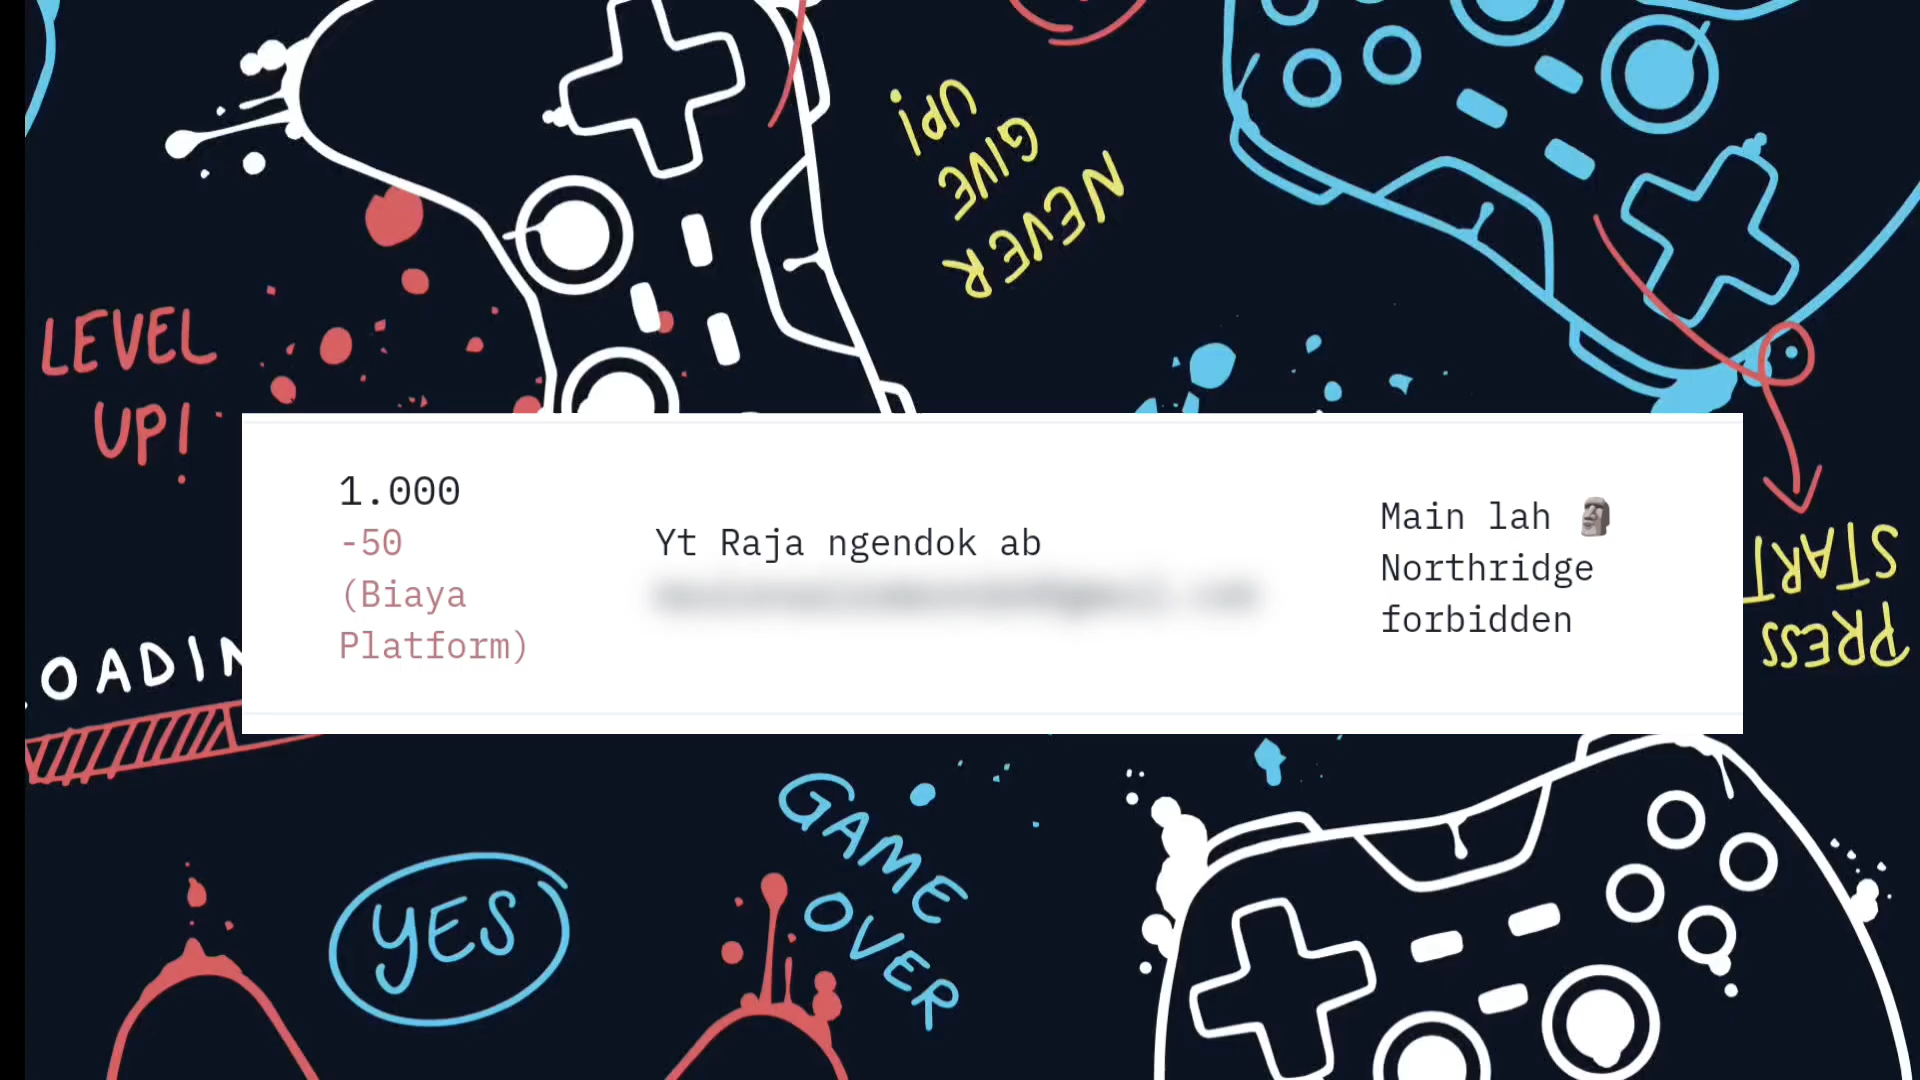 NEVER
GIVE
UP!
LEVEL
UP!
1.000
-50
(Biaya
Platform)
Yt Raja ngendok ab
Main lah 🗿
Northridge
forbidden
PRESS
START
OADIN
GAME
OVER
YES